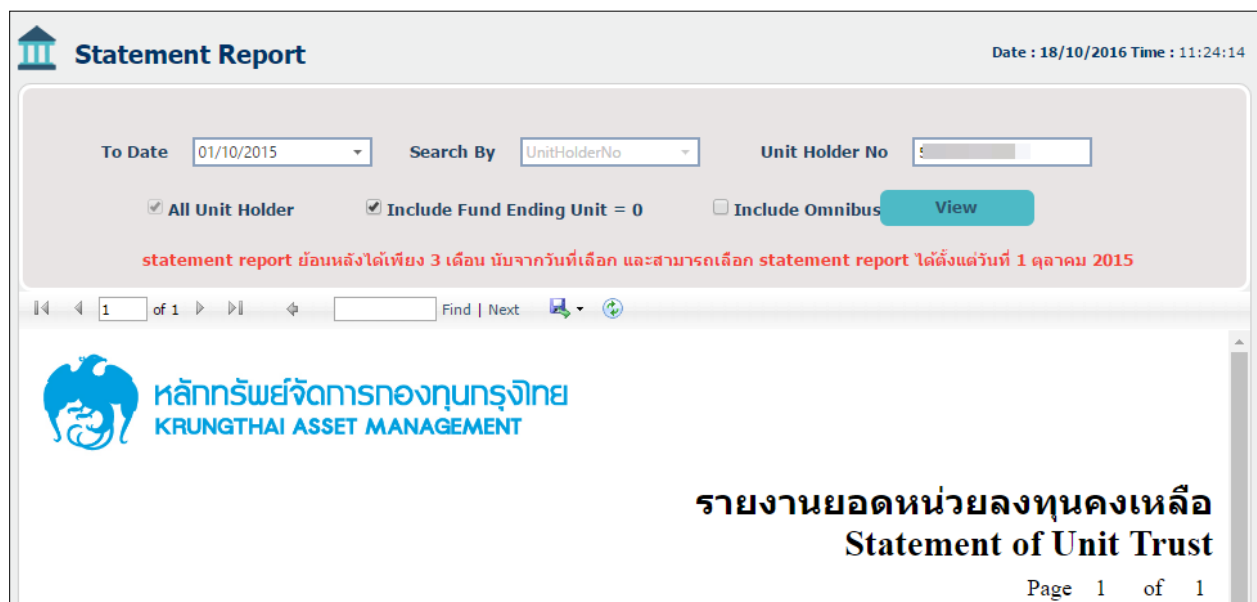 Statement Report
Date : 18/10/2016 Time : 11:24:14
To Date 01/10/2015 Search By UnitHolderNo Unit Holder No
All Unit Holder Include Fund Ending Unit = 0 Include Omnibus View
statement report ย้อนหลังได้เพียง 3 เดือน นับจากวันที่เลือก และสามารถเลือก statement report ได้ตั้งแต่วันที่ 1 ตุลาคม 2015
1 of 1 Find | Next
หลักทรัพย์จัดการกองทุนกรุงไทย
KRUNGTHAI ASSET MANAGEMENT
รายงานยอดหน่วยลงทุนคงเหลือ
Statement of Unit Trust
Page 1 of 1